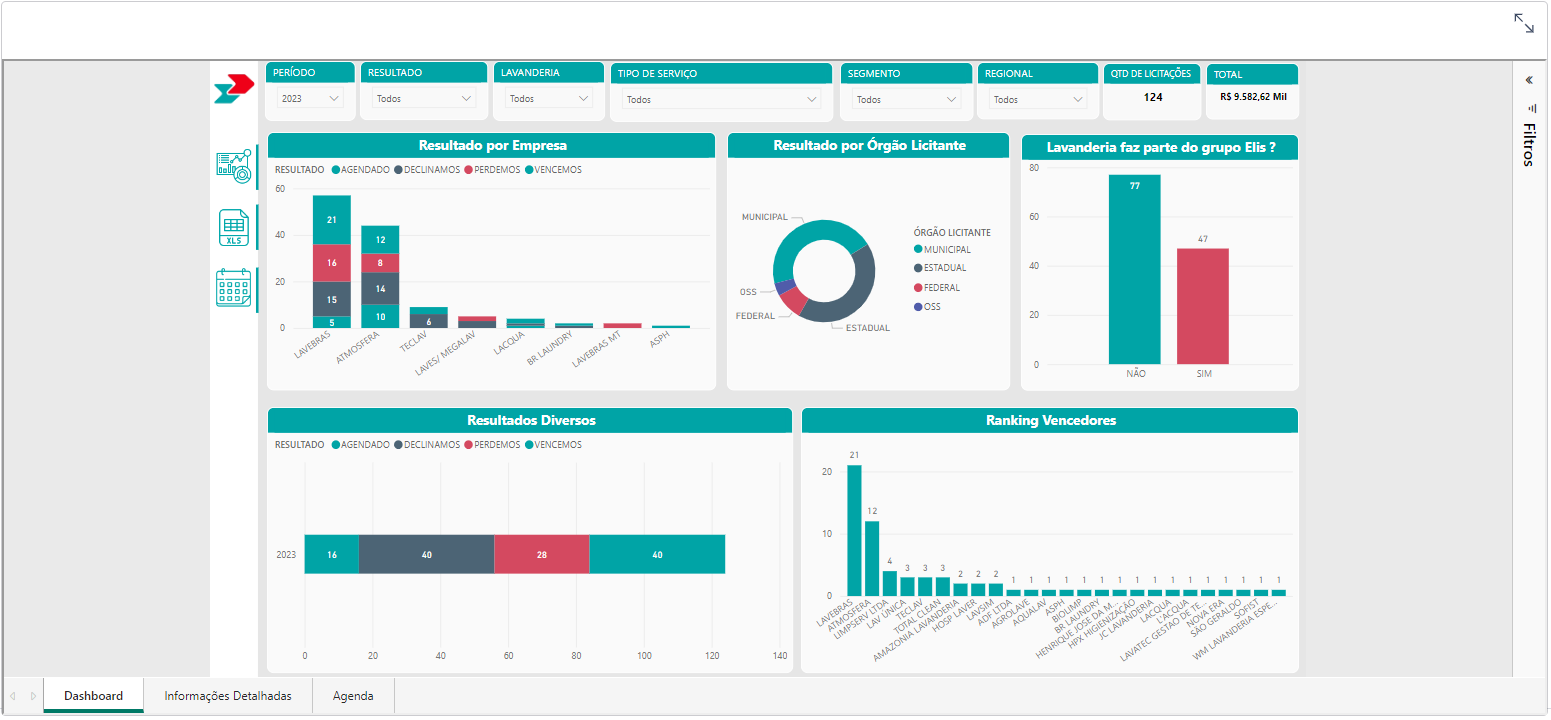 PERÍODO
2023
RESULTADO
Todos
LAVANDERIA
Todos
TIPO DE SERVIÇO
Todos
SEGMENTO
Todos
REGIONAL
Todos
QTD DE LICITAÇÕES
124
TOTAL
R$ 9.582,62 Mil
Filtros
XLS
Resultado por Empresa
RESULTADO AGENDADO DECLINAMOS PERDEMOS VENCEMOS
60
40
20
0
21
16
15
5
12
8
14
10
6
LAVEBRAS
ATMOSFERA
TECLAV
LAVES/ MEGALAV
LACQUA
BR LAUNDRY
LAVEBRAS MT
ASPH
Resultado por Órgão Licitante
MUNICIPAL
OSS
FEDERAL
ESTADUAL
ÓRGÃO LICITANTE
MUNICIPAL
ESTADUAL
FEDERAL
OSS
Lavanderia faz parte do grupo Elis ?
80
60
40
20
0
77
47
NÃO
SIM
Resultados Diversos
RESULTADO AGENDADO DECLINAMOS PERDEMOS VENCEMOS
2023
16 40 28 40
0 20 40 60 80 100 120 140
Ranking Vencedores
20
10
0
21 12 4 3 3 3 2 2 2 1 1 1 1 1 1 1 1 1 1 1 1 1 1 1 1
LAVEBRAS
ATMOSFERA
LIMPSERV LTDA
LAV ÚNICA
TECLAV
TOTAL CLEAN
AMAZONIA LAVANDERIA
HOSP LAVER
LAVSIM
ADF LTDA
AGROLAVE
AQUALAV
ASPH
BIOLIMP
BR LAUNDRY
HENRIQUE JOSE DA M...
HPX HIGIENIZAÇÃO
JC LAVANDERIA
LACQUA
L'ACQUA
LAVATEC GESTAO DE TE...
NOVA ERA
SÃO GERALDO
SOFIST
WM LAVANDERIA ESPE...
Dashboard
Informações Detalhadas
Agenda